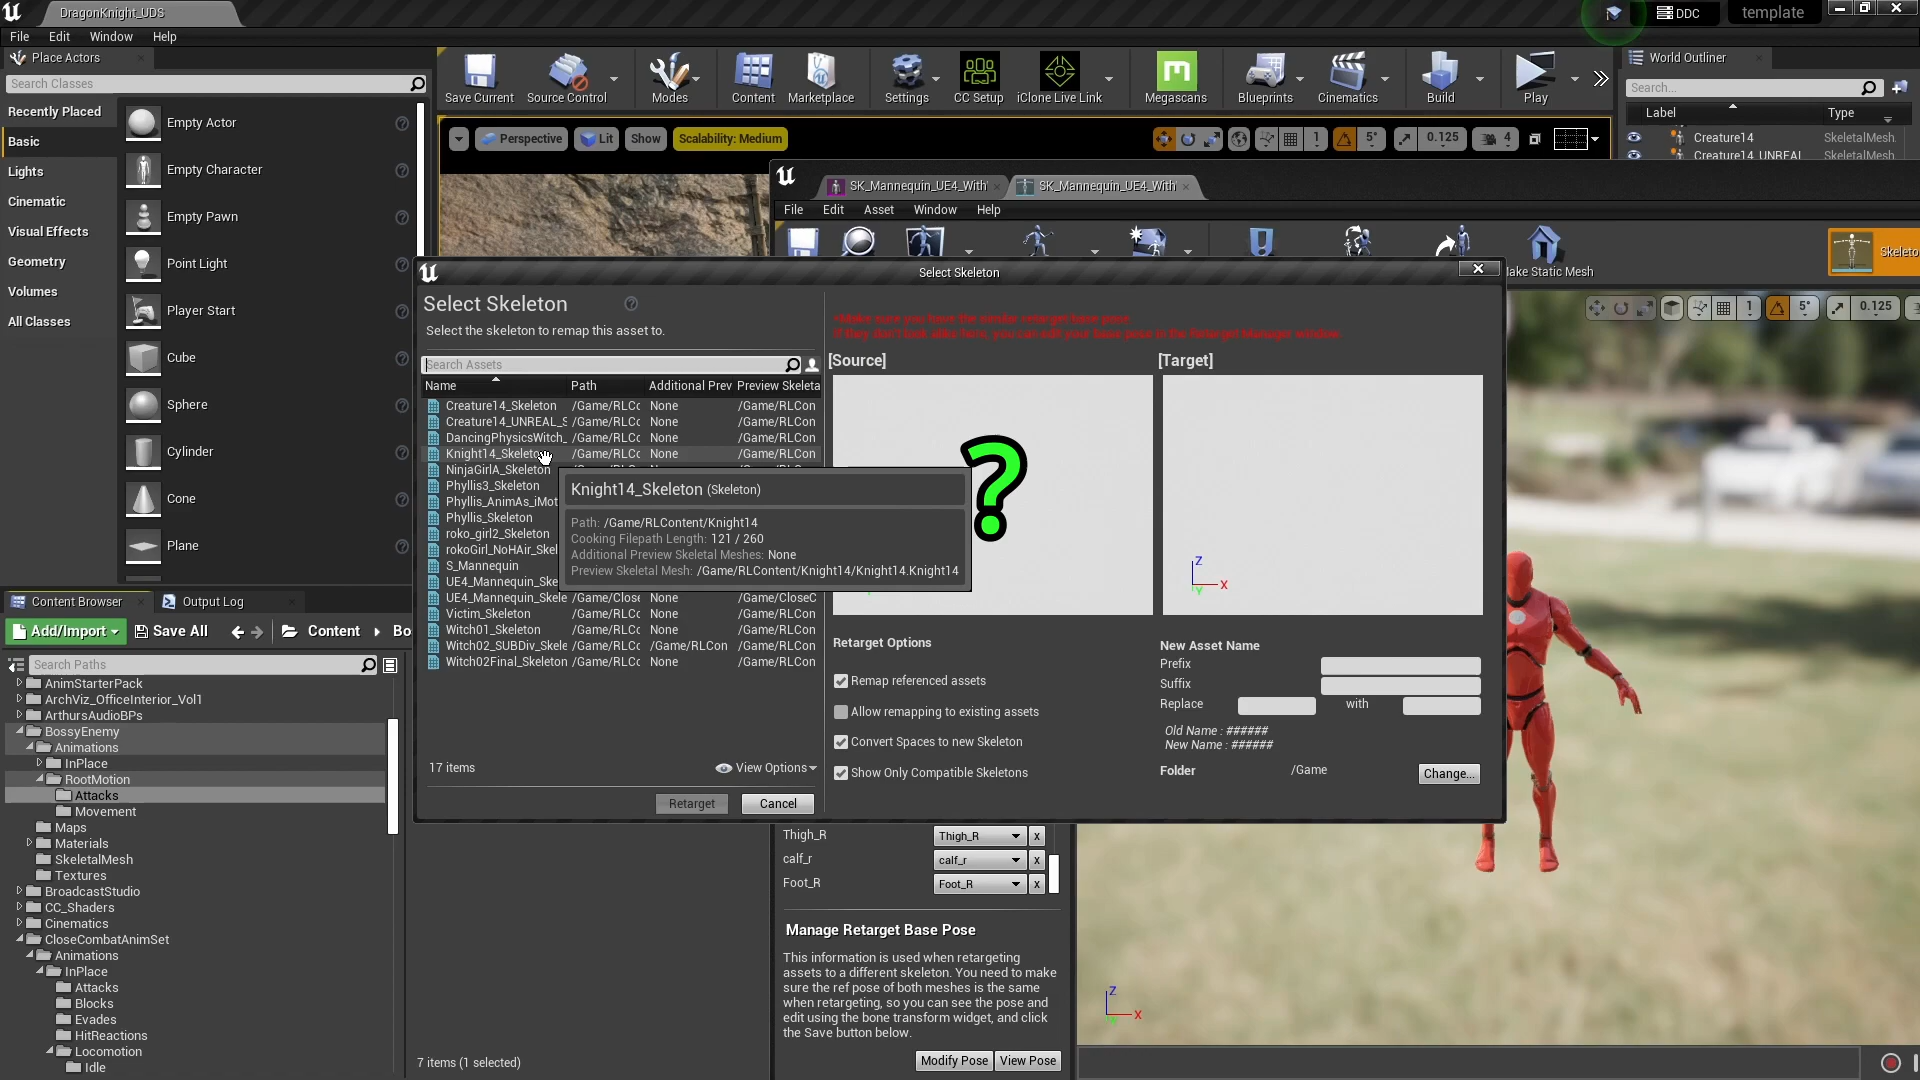 DragonKnight_UDS
DDC
template
File Edit Window Help
Place Actors
Search Classes
Recently Placed
Basic
Lights
Cinematic
Visual Effects
Geometry
Volumes
All Classes
Empty Actor
Empty Character
Empty Pawn
Point Light
Player Start
Cube
Sphere
Cylinder
Cone
Plane
Save Current Source Control Modes Content Marketplace Settings CC Setup iClone Live Link Megascans Blueprints Cinematics Build Play
World Outliner
Search...
Label Type
Creature14 SkeletalMesh
Creature14_UNREAL SkeletalMesh
Perspective Lit Show Scalability: Medium 1 5° 0.125 4
SK_Mannequin_UE4_With SK_Mannequin_UE4_With
File Edit Asset Window Help
ake Static Mesh
Skeleto
1 5° 0.125
Select Skeleton
Select Skeleton
Select the skeleton to remap this asset to.
Search Assets
Name Path Additional Prev Preview Skeleta
Creature14_Skeleton /Game/RLCc None /Game/RLCon
Creature14_UNREAL_S /Game/RLCc None /Game/RLCon
DancingPhysicsWitch_ /Game/RLCc None /Game/RLCon
Knight14_Skeleton /Game/RLCc None /Game/RLCon
NinjaGirlA_Skeleton
Phyllis3_Skeleton
Phyllis_AnimAs_iMot
Phyllis_Skeleton
roko_girl2_Skeleton
rokoGirl_NoHAir_Skel
S_Mannequin
UE4_Mannequin_Ske
UE4_Mannequin_Skele /Game/Close None /Game/CloseC
Victim_Skeleton /Game/RLCc None /Game/RLCon
Witch01_Skeleton /Game/RLCc None /Game/RLCon
Witch02_SUBDiv_Skele /Game/RLCc /Game/RLCon /Game/RLCon
Witch02Final_Skeleton /Game/RLCc None /Game/RLCon
Knight14_Skeleton (Skeleton)
Path: /Game/RLContent/Knight14
Cooking Filepath Length: 121 / 260
Additional Preview Skeletal Meshes: None
Preview Skeletal Mesh: /Game/RLContent/Knight14/Knight14.Knight14
17 items
View Options
Retarget Cancel
*Make sure you have the similar retarget base pose.
If they don't look alike here, you can edit your base pose in the Retarget Manager window.
[Source] [Target]
?
Z
X
Y
Retarget Options
Remap referenced assets
Allow remapping to existing assets
Convert Spaces to new Skeleton
Show Only Compatible Skeletons
New Asset Name
Prefix
Suffix
Replace with
Old Name : ######
New Name : ######
Folder /Game Change...
Content Browser Output Log
Add/Import Save All Content Bo
Search Paths
AnimStarterPack
ArchViz_OfficeInterior_Vol1
ArthursAudioBPs
BossyEnemy
Animations
InPlace
RootMotion
Attacks
Movement
Maps
Materials
SkeletalMesh
Textures
BroadcastStudio
CC_Shaders
Cinematics
CloseCombatAnimSet
Animations
InPlace
Attacks
Blocks
Evades
HitReactions
Locomotion
Idle
7 items (1 selected)
Thigh_R Thigh_R x
calf_r calf_r x
Foot_R Foot_R x
Manage Retarget Base Pose
This information is used when retargeting
assets to a different skeleton. You need to make
sure the ref pose of both meshes is the same
when retargeting, so you can see the pose and
edit using the bone transform widget, and click
the Save button below.
Modify Pose View Pose
Z
X